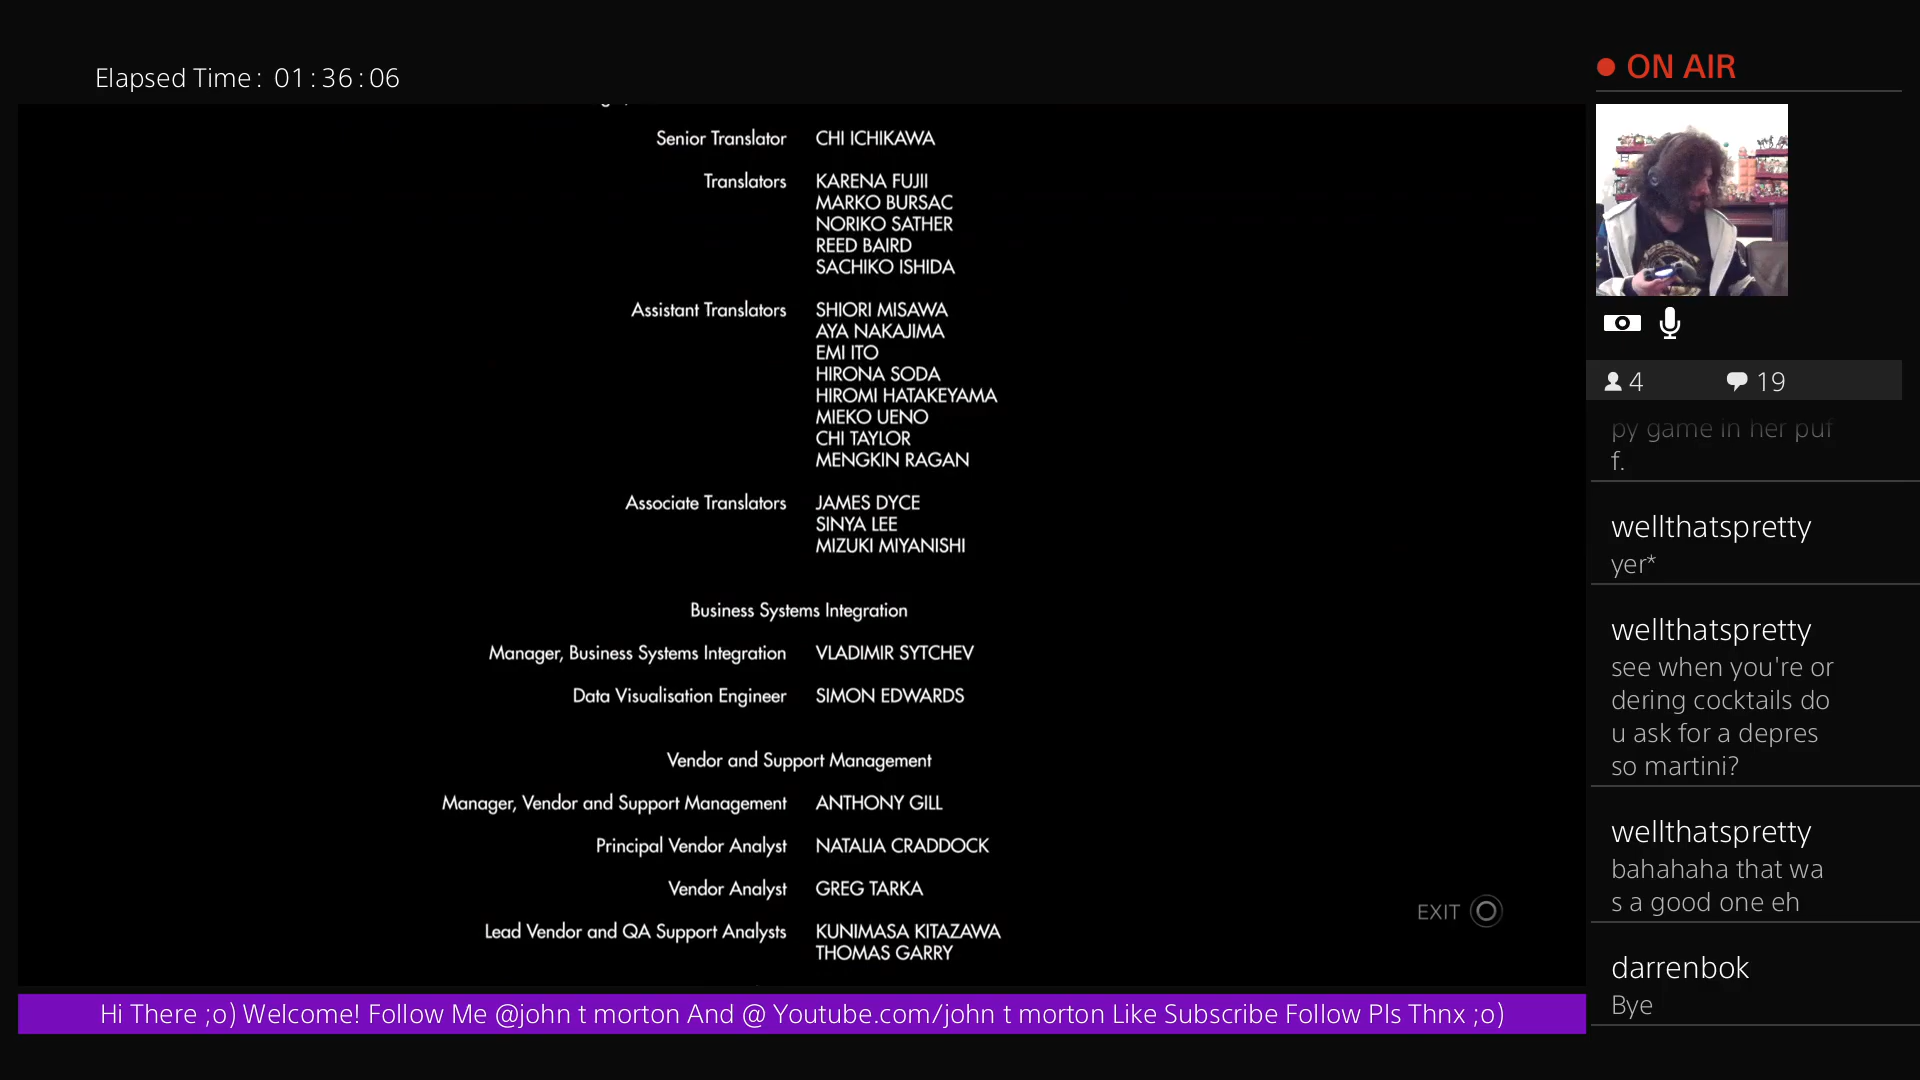 Elapsed Time: 01:36:06
Senior Translator CHI ICHIKAWA
Translators KARENA FUJII
MARKO BURSAC
NORIKO SATHER
REED BAIRD
SACHIKO ISHIDA
Assistant Translators SHIORI MISAWA
AYA NAKAJIMA
EMI ITO
HIRONA SODA
HIROMI HATAKEYAMA
MIEKO UENO
CHI TAYLOR
MENGKIN RAGAN
Associate Translators JAMES DYCE
SINYA LEE
MIZUKI MIYANISHI
Business Systems Integration
Manager, Business Systems Integration VLADIMIR SYTCHEV
Data Visualisation Engineer SIMON EDWARDS
Vendor and Support Management
Manager, Vendor and Support Management ANTHONY GILL
Principal Vendor Analyst NATALIA CRADDOCK
Vendor Analyst GREG TARKA
Lead Vendor and QA Support Analysts KUNIMASA KITAZAWA
THOMAS GARRY
EXIT
Hi There ;o) Welcome! Follow Me @john t morton And @ Youtube.com/john t morton Like Subscribe Follow Pls Thnx ;o)
ON AIR
4 19
py game in her puf
f.
wellthatspretty
yer*
wellthatspretty
see when you're or
dering cocktails do
u ask for a depres
so martini?
wellthatspretty
bahahaha that wa
s a good one eh
darrenbok
Bye